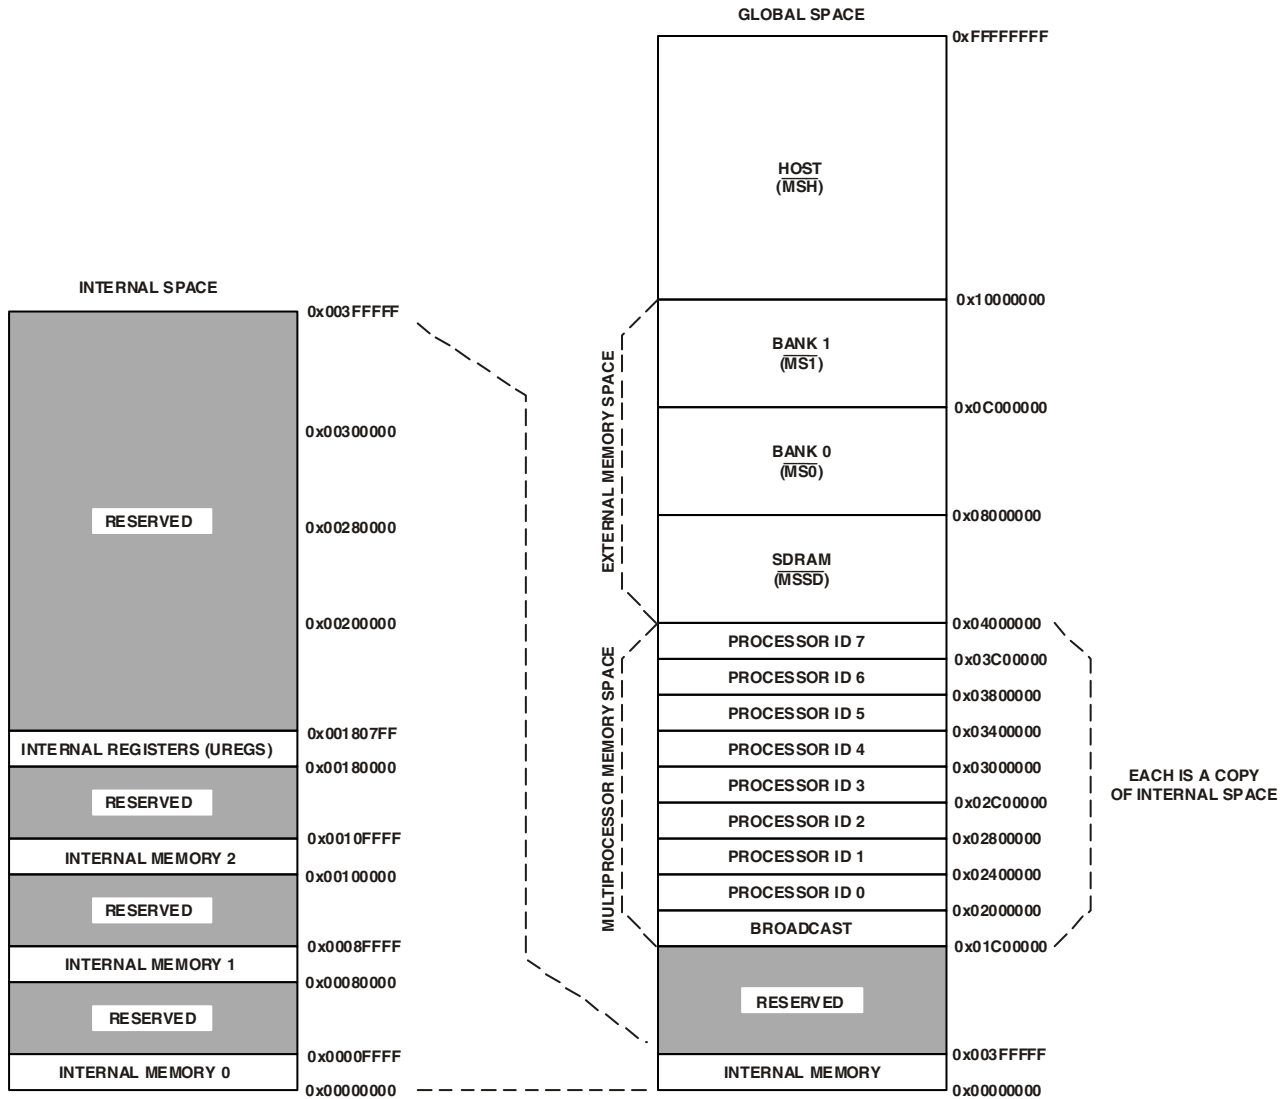 INTERNAL SPACE
0x003FFFFF
0x00300000
RESERVED
0x00280000
0x00200000
0x001807FF
INTERNAL REGISTERS (UREGS)
0x00180000
RESERVED
0x0010FFFF
INTERNAL MEMORY 2
0x00100000
RESERVED
0x0008FFFF
INTERNAL MEMORY 1
0x00080000
RESERVED
0x0000FFFF
INTERNAL MEMORY 0
0x00000000
GLOBAL SPACE
0xFFFFFFFF
HOST
(MSH)
0x10000000
BANK 1
(MS1)
0x0C000000
BANK 0
(MS0)
0x08000000
SDRAM
(MSSD)
0x04000000
PROCESSOR ID 7
0x03C00000
PROCESSOR ID 6
0x03800000
PROCESSOR ID 5
0x03400000
PROCESSOR ID 4
0x03000000
PROCESSOR ID 3
0x02C00000
PROCESSOR ID 2
0x02800000
PROCESSOR ID 1
0x02400000
PROCESSOR ID 0
0x02000000
BROADCAST
0x01C00000
RESERVED
0x003FFFFF
INTERNAL MEMORY
0x00000000
EXTERNAL MEMORY SPACE
MULTIPROCESSOR MEMORY SPACE
EACH IS A COPY
OF INTERNAL SPACE